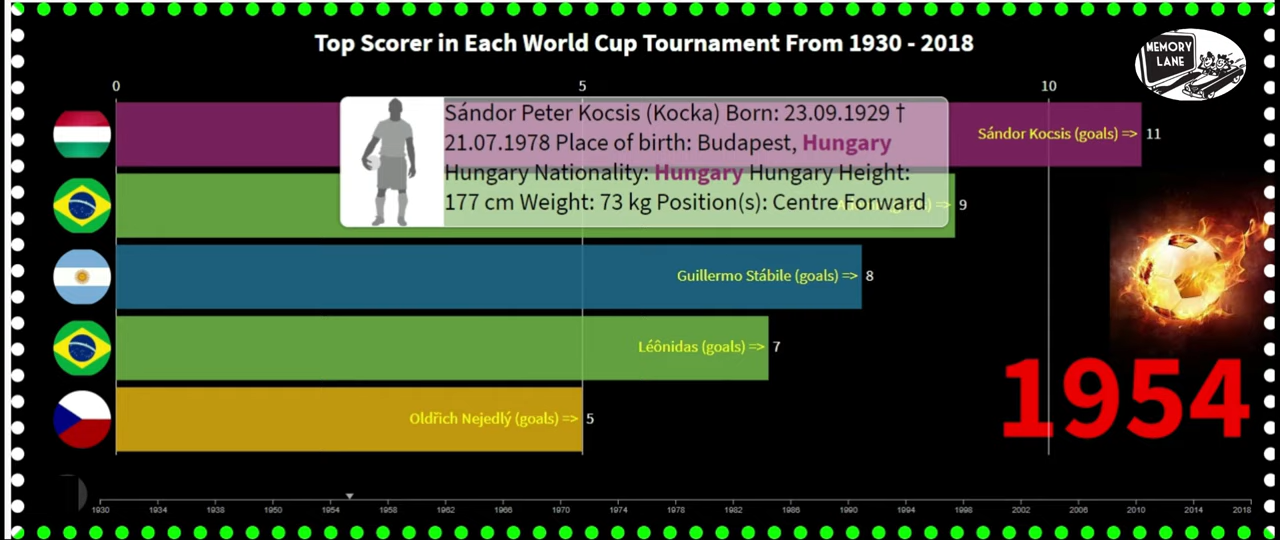 Top Scorer in Each World Cup Tournament From 1930 - 2018
MEMORY
LANE
0 5 10
Sándor Peter Kocsis (Kocka) Born: 23.09.1929 †
21.07.1978 Place of birth: Budapest, Hungary
Hungary Nationality: Hungary Hungary Height:
177 cm Weight: 73 kg Position(s): Centre Forward
Sándor Kocsis (goals) => 11
9
Guillermo Stábile (goals) => 8
Léônidas (goals) => 7
Oldřich Nejedlý (goals) => 5
1954
1930 1934 1938 1942 1946 1950 1954 1958 1962 1966 1970 1974 1978 1982 1986 1990 1994 1998 2002 2006 2010 2014 2018